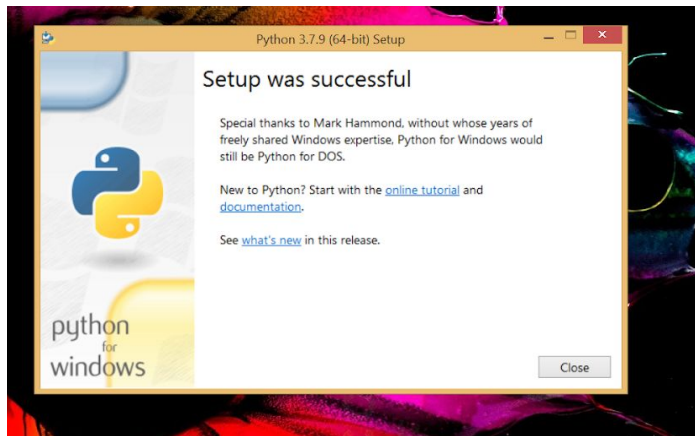 Python 3.7.9 (64-bit) Setup
Setup was successful
Special thanks to Mark Hammond, without whose years of
freely shared Windows expertise, Python for Windows would
still be Python for DOS.
New to Python? Start with the online tutorial and
documentation.
See what's new in this release.
python
for
windows
Close